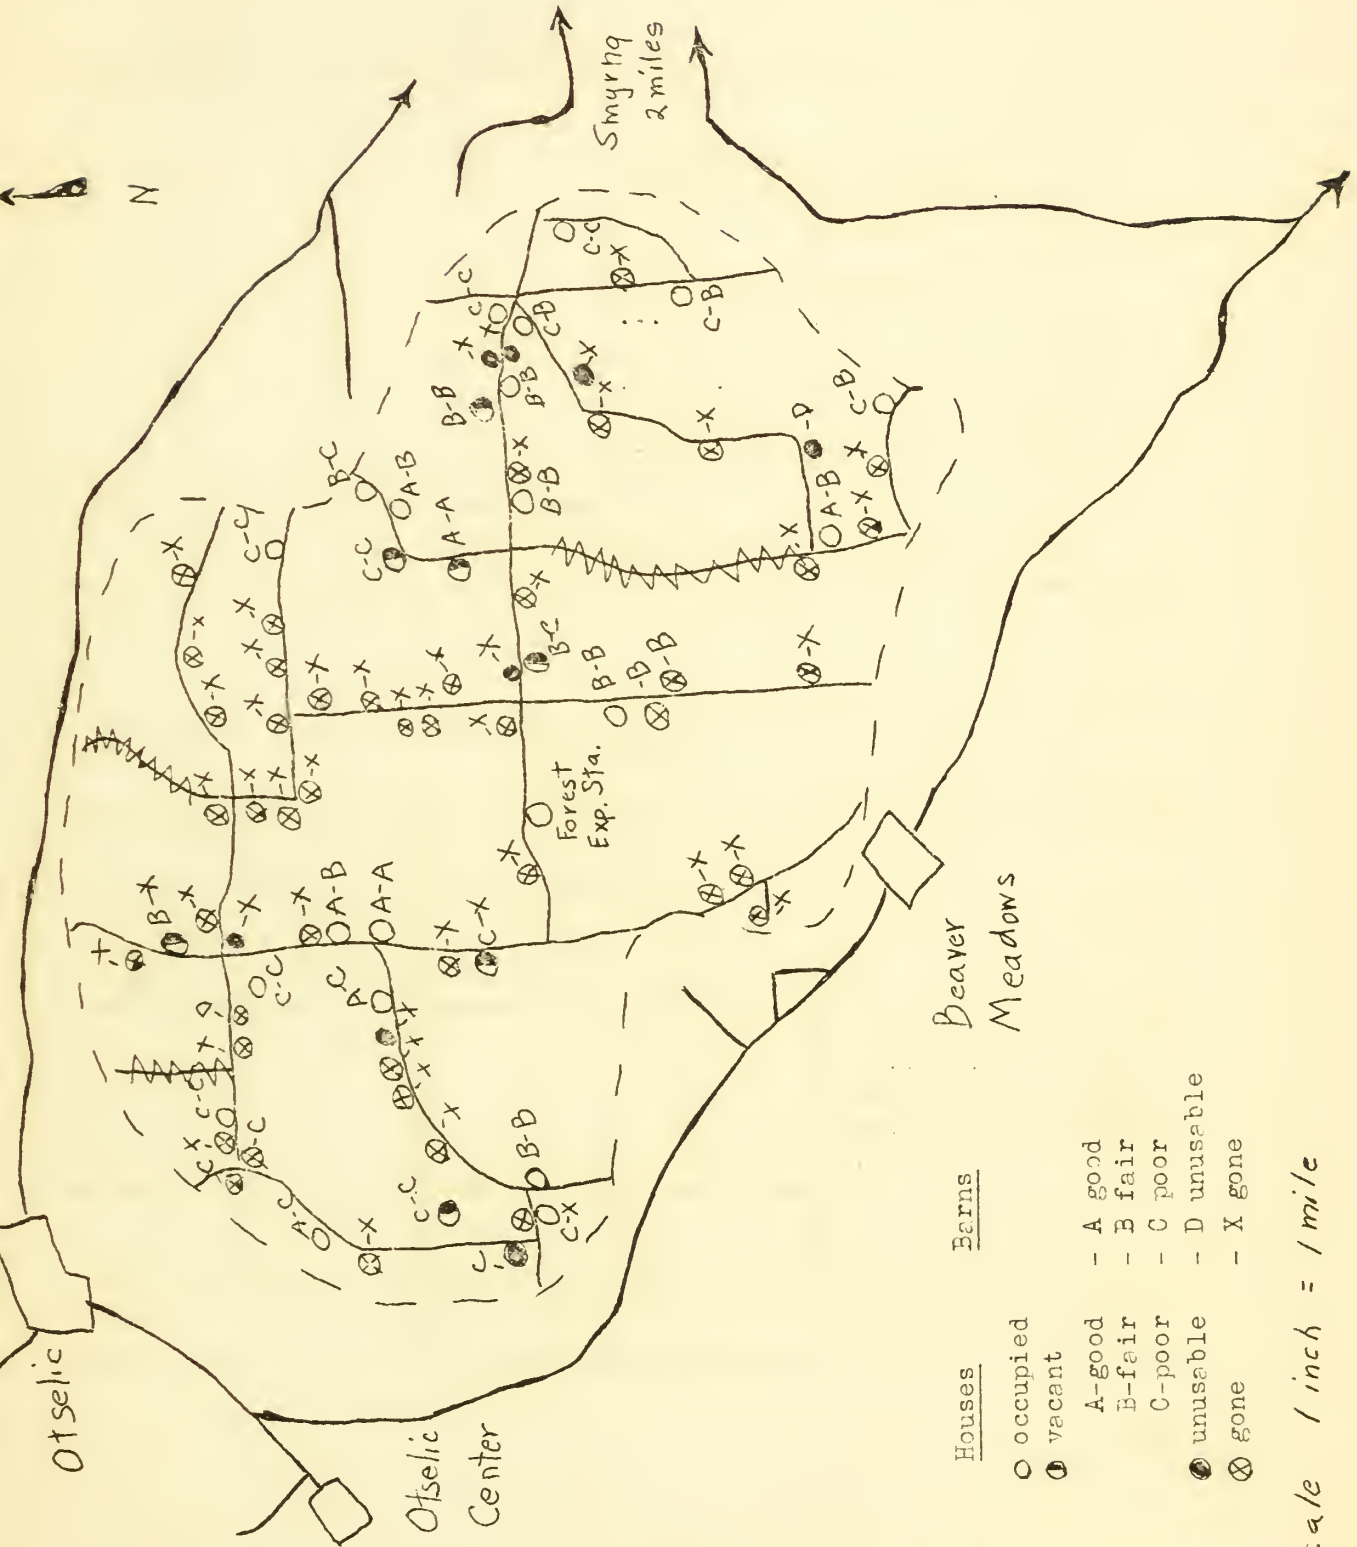 N
Smyrna
2 miles
Otselic
Otselic
Center
Beaver
Meadows
Forest
Exp. Sta.
B-X
-X
-X
-X
A-B
A-A
-X
C-X
C-C
A-C
-X
B-B
C-X
C-C
A-C
-X
-C
C-C
-X
-X
-X
-X
-X
-X
-X
C-C
B-C
A-B
A-A
C-C
B-B
-X
B-B
-X
B-B
C-B
C-C
C-C
-X
C-B
-X
-X
-X
-D
C-B
A-B
-X
X
-X
B-C
B-B
-B
-B
-X
-X
-X
-X
Houses
O occupied
vacant
A-good
B-fair
C-poor
unusable
⊗ gone
Barns
- A good
- B fair
- C poor
- D unusable
- X gone
1 inch = 1 mile